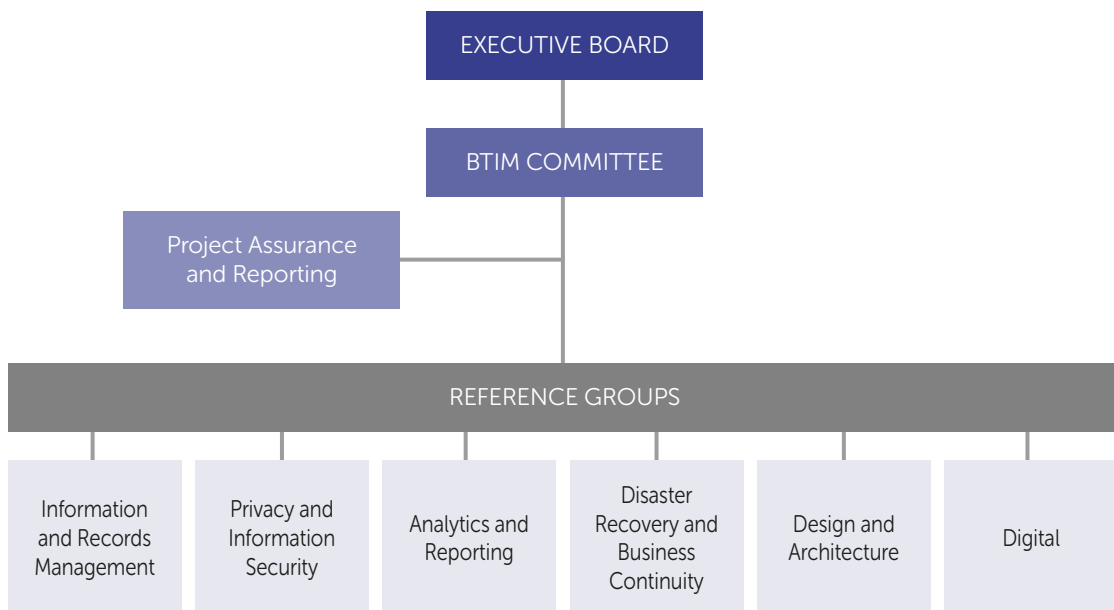 EXECUTIVE BOARD
BTIM COMMITTEE
Project Assurance
and Reporting
REFERENCE GROUPS
Information
and Records
Management
Privacy and
Information
Security
Analytics and
Reporting
Disaster
Recovery and
Business
Continuity
Design and
Architecture
Digital